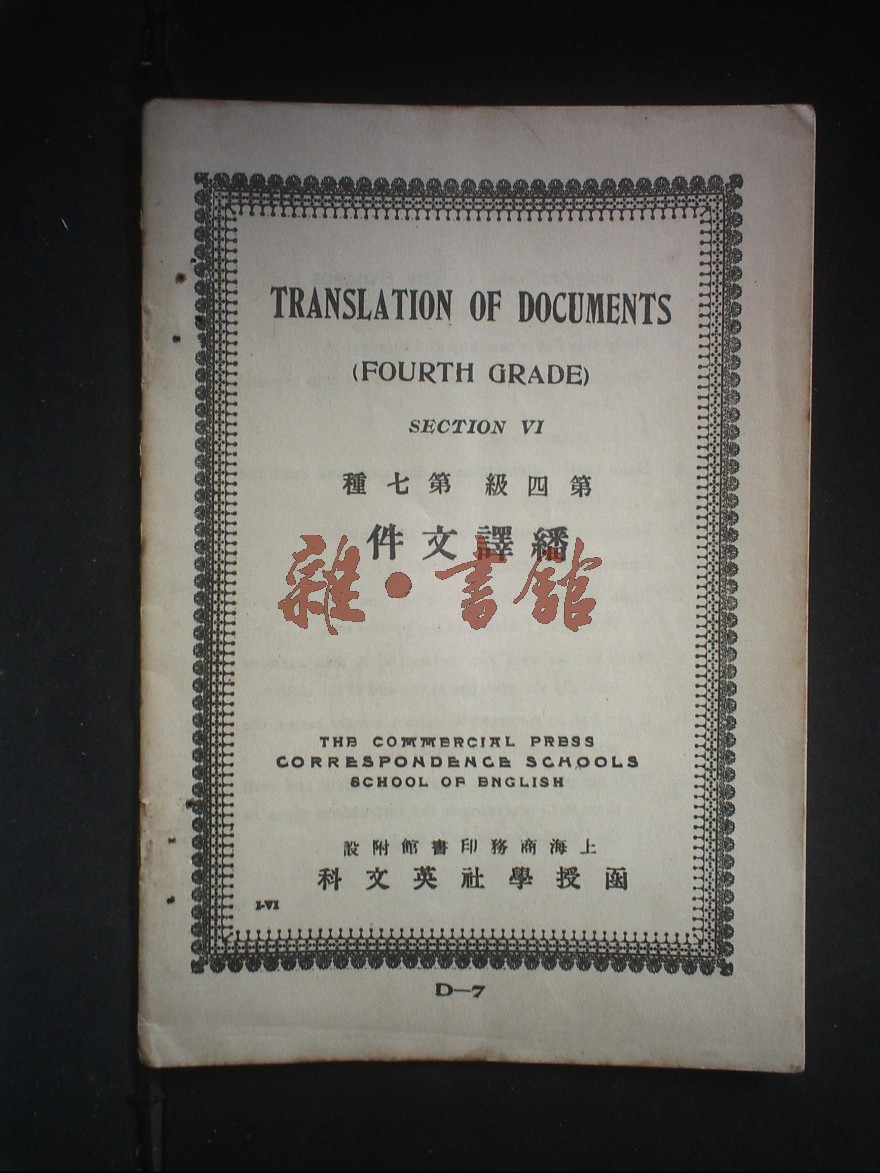 TRANSLATION OF DOCUMENTS
(FOURTH GRADE)
SECTION VI
第四級 第七種
繙譯文件
雜·書館
THE COMMERCIAL PRESS
CORRESPONDENCE SCHOOLS
SCHOOL OF ENGLISH
上海商務印書館附設
函授學社英文科
I-VI
D—7